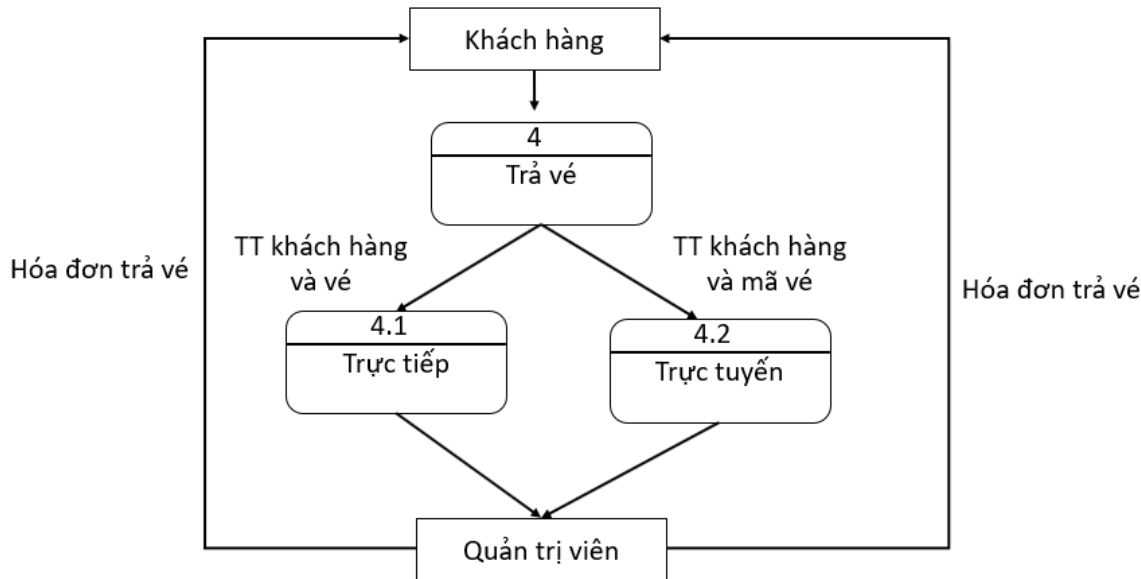 Khách hàng
4
Trả vé
TT khách hàng
và vé
TT khách hàng
và mã vé
Hóa đơn trả vé
Hóa đơn trả vé
4.1
Trực tiếp
4.2
Trực tuyến
Quản trị viên